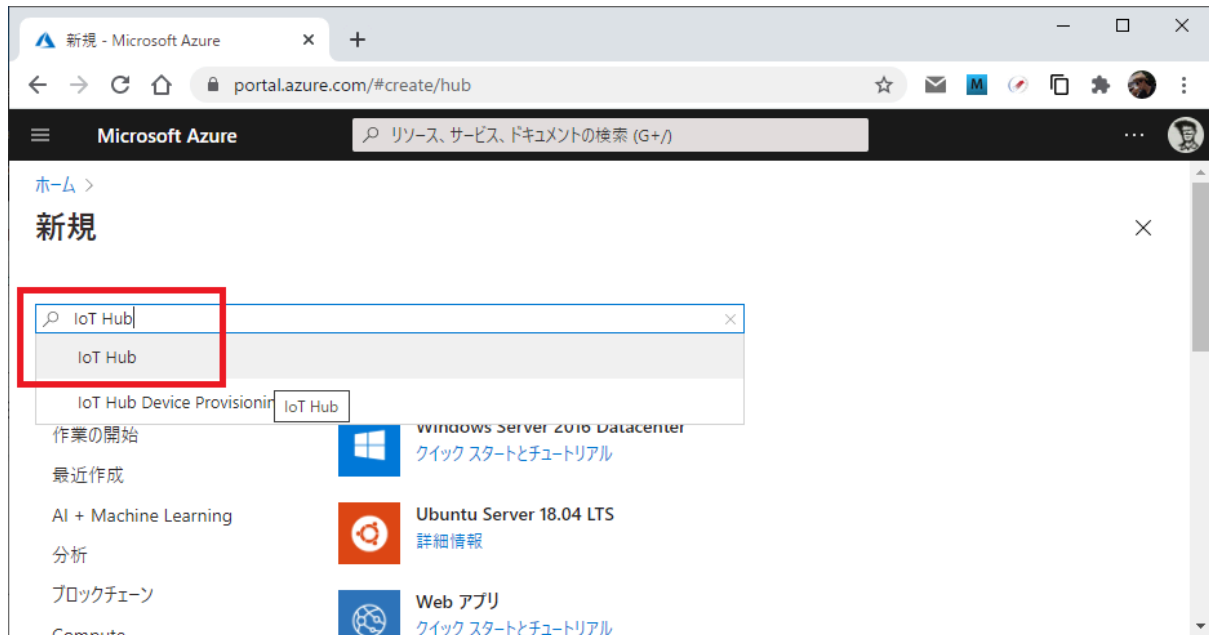 新規 - Microsoft Azure
portal.azure.com/#create/hub
M
Microsoft Azure
リソース、サービス、ドキュメントの検索 (G+/)
ホーム >
新規
IoT Hub
IoT Hub
IoT Hub Device
IoT Hub
作業の開始
最近作成
AI + Machine Learning
分析
ブロックチェーン
Compute
Windows Server 2016 Datacenter
クイック スタートとチュートリアル
Ubuntu Server 18.04 LTS
詳細情報
Web アプリ
クイック スタートとチュートリアル